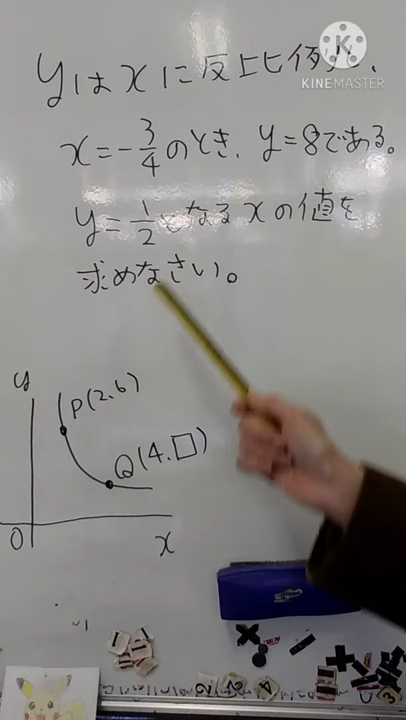 KINEMASTER
yはxに反比例し、
x=-3/4のとき、y=8である。
y=1/2となるxの値を
求めなさい。
y
P(2,6)
Q(4,□)
O
x